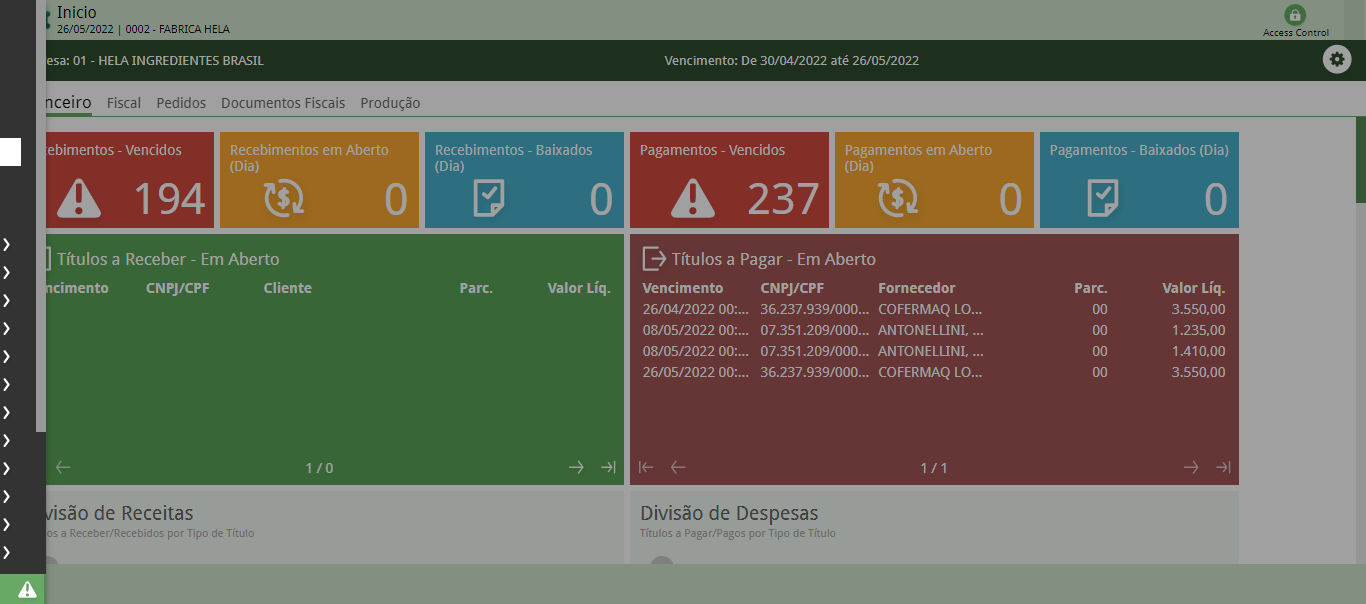 Inicio
26/05/2022 | 0002 - FABRICA HELA
Access Control
esa: 01 - HELA INGREDIENTES BRASIL
Vencimento: De 30/04/2022 até 26/05/2022
nceiro Fiscal Pedidos Documentos Fiscais Produção
ebimentos - Vencidos
194
Recebimentos em Aberto
(Dia)
0
Recebimentos - Baixados
(Dia)
0
Pagamentos - Vencidos
237
Pagamentos em Aberto
(Dia)
0
Pagamentos - Baixados (Dia)
0
Títulos a Receber - Em Aberto
ncimento CNPJ/CPF Cliente Parc. Valor Líq.
1 / 0
Títulos a Pagar - Em Aberto
Vencimento CNPJ/CPF Fornecedor Parc. Valor Líq.
26/04/2022 00:... 36.237.939/000... COFERMAQ LO... 00 3.550,00
08/05/2022 00:... 07.351.209/000... ANTONELLINI, ... 00 1.235,00
08/05/2022 00:... 07.351.209/000... ANTONELLINI, ... 00 1.410,00
26/05/2022 00:... 36.237.939/000... COFERMAQ LO... 00 3.550,00
1 / 1
visão de Receitas
os a Receber/Recebidos por Tipo de Título
Divisão de Despesas
Títulos a Pagar/Pagos por Tipo de Título